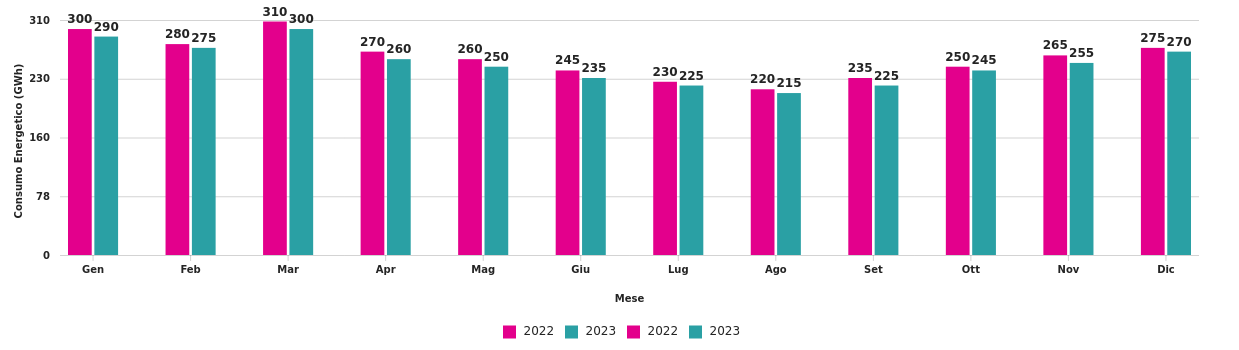 Consumo Energetico (GWh)
310
230
160
78
0
300 290 280 275 310 300 270 260 260 250 245 235 230 225 220 215 235 225 250 245 265 255 275 270
Gen Feb Mar Apr Mag Giu Lug Ago Set Ott Nov Dic
Mese
2022 2023 2022 2023